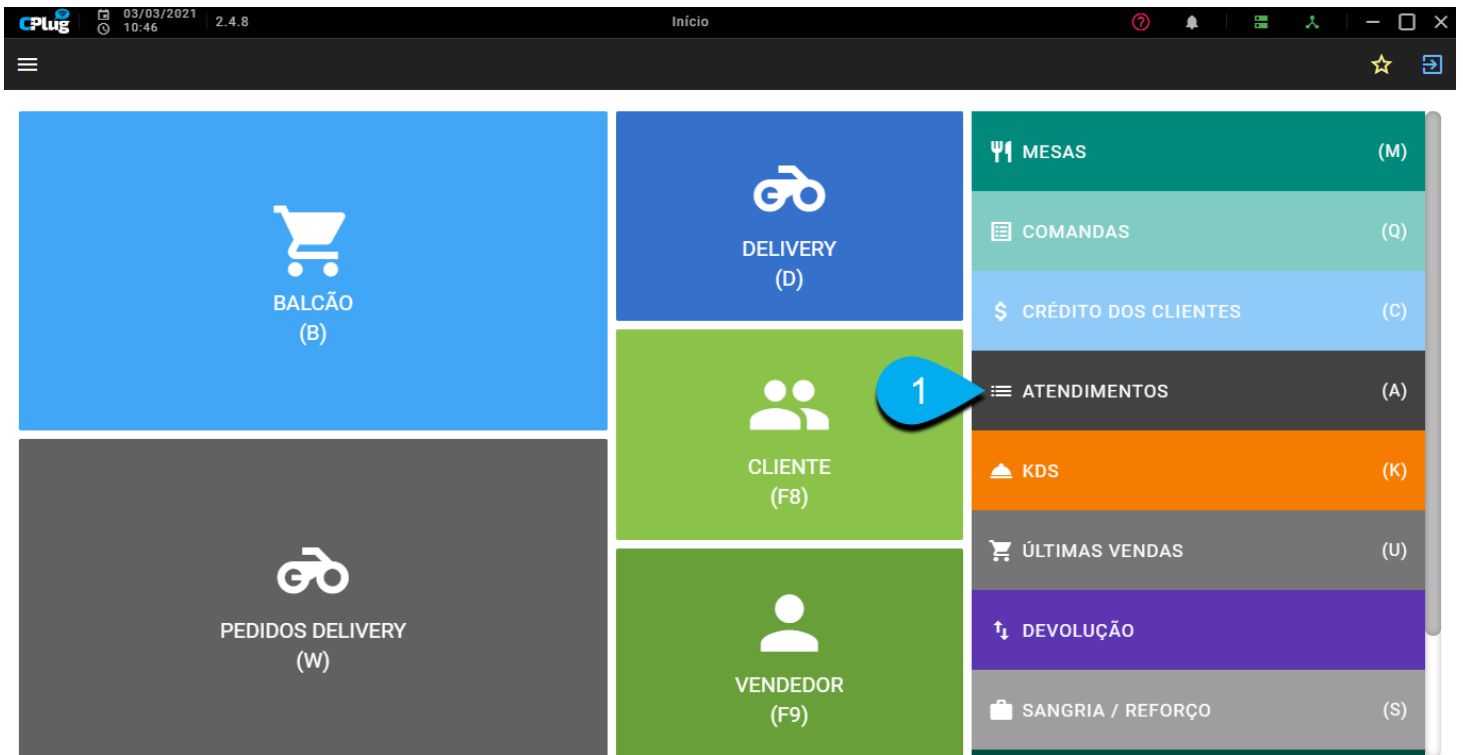 CPlug
03/03/2021
10:46
2.4.8
Início
BALCÃO
(B)
DELIVERY
(D)
PEDIDOS DELIVERY
(W)
CLIENTE
(F8)
VENDEDOR
(F9)
MESAS (M)
COMANDAS (Q)
CRÉDITO DOS CLIENTES (C)
1
ATENDIMENTOS (A)
KDS (K)
ÚLTIMAS VENDAS (U)
DEVOLUÇÃO
SANGRIA / REFORÇO (S)